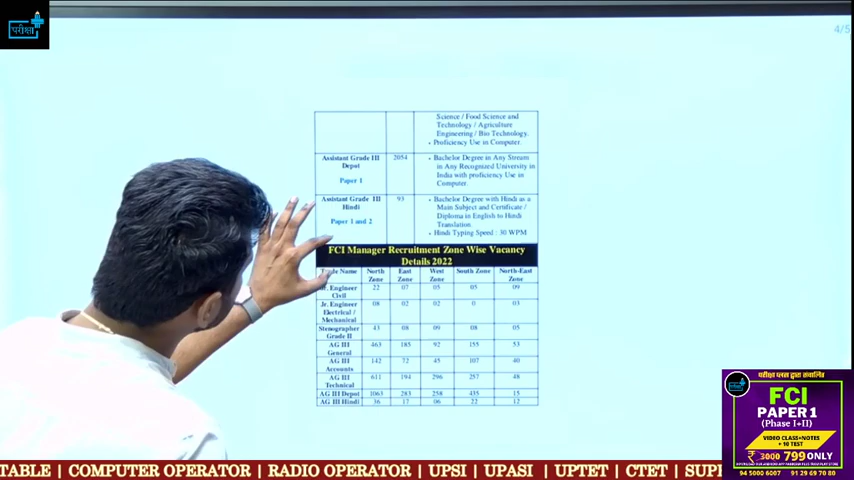 परीक्षा
4/5
Science / Food Science and
Technology / Agriculture
Engineering / Bio Technology.
• Proficiency Use in Computer.
Assistant Grade III
Depot
Paper 1
2054
• Bachelor Degree in Any Stream
in Any Recognized University in
India with proficiency Use in
Computer.
Assistant Grade III
Hindi
Paper 1 and 2
93
• Bachelor Degree with Hindi as a
Main Subject and Certificate /
Diploma in English to Hindi
Translation.
• Hindi Typing Speed : 30 WPM
FCI Manager Recruitment Zone Wise Vacancy
Details 2022
Trade Name North Zone East Zone West Zone South Zone North-East Zone
Jr. Engineer Civil 22 07 05 05 09
Jr. Engineer Electrical / Mechanical 08 02 02 0 03
Stenographer Grade II 43 08 09 08 05
AG III General 463 185 92 155 53
AG III Accounts 142 72 45 107 40
AG III Technical 611 194 296 257 48
AG III Depot 1063 283 258 435 15
AG III Hindi 36 17 06 22 12
परीक्षा प्लस द्वारा संचालित
FCI
PAPER 1
(Phase I+II)
VIDEO CLASS+NOTES
+ 10 TEST
₹ 3000 799 ONLY
94 5000 6007 91 29 69 70 80
TABLE | COMPUTER OPERATOR | RADIO OPERATOR | UPSI | UPASI | UPTET | CTET | SUPE